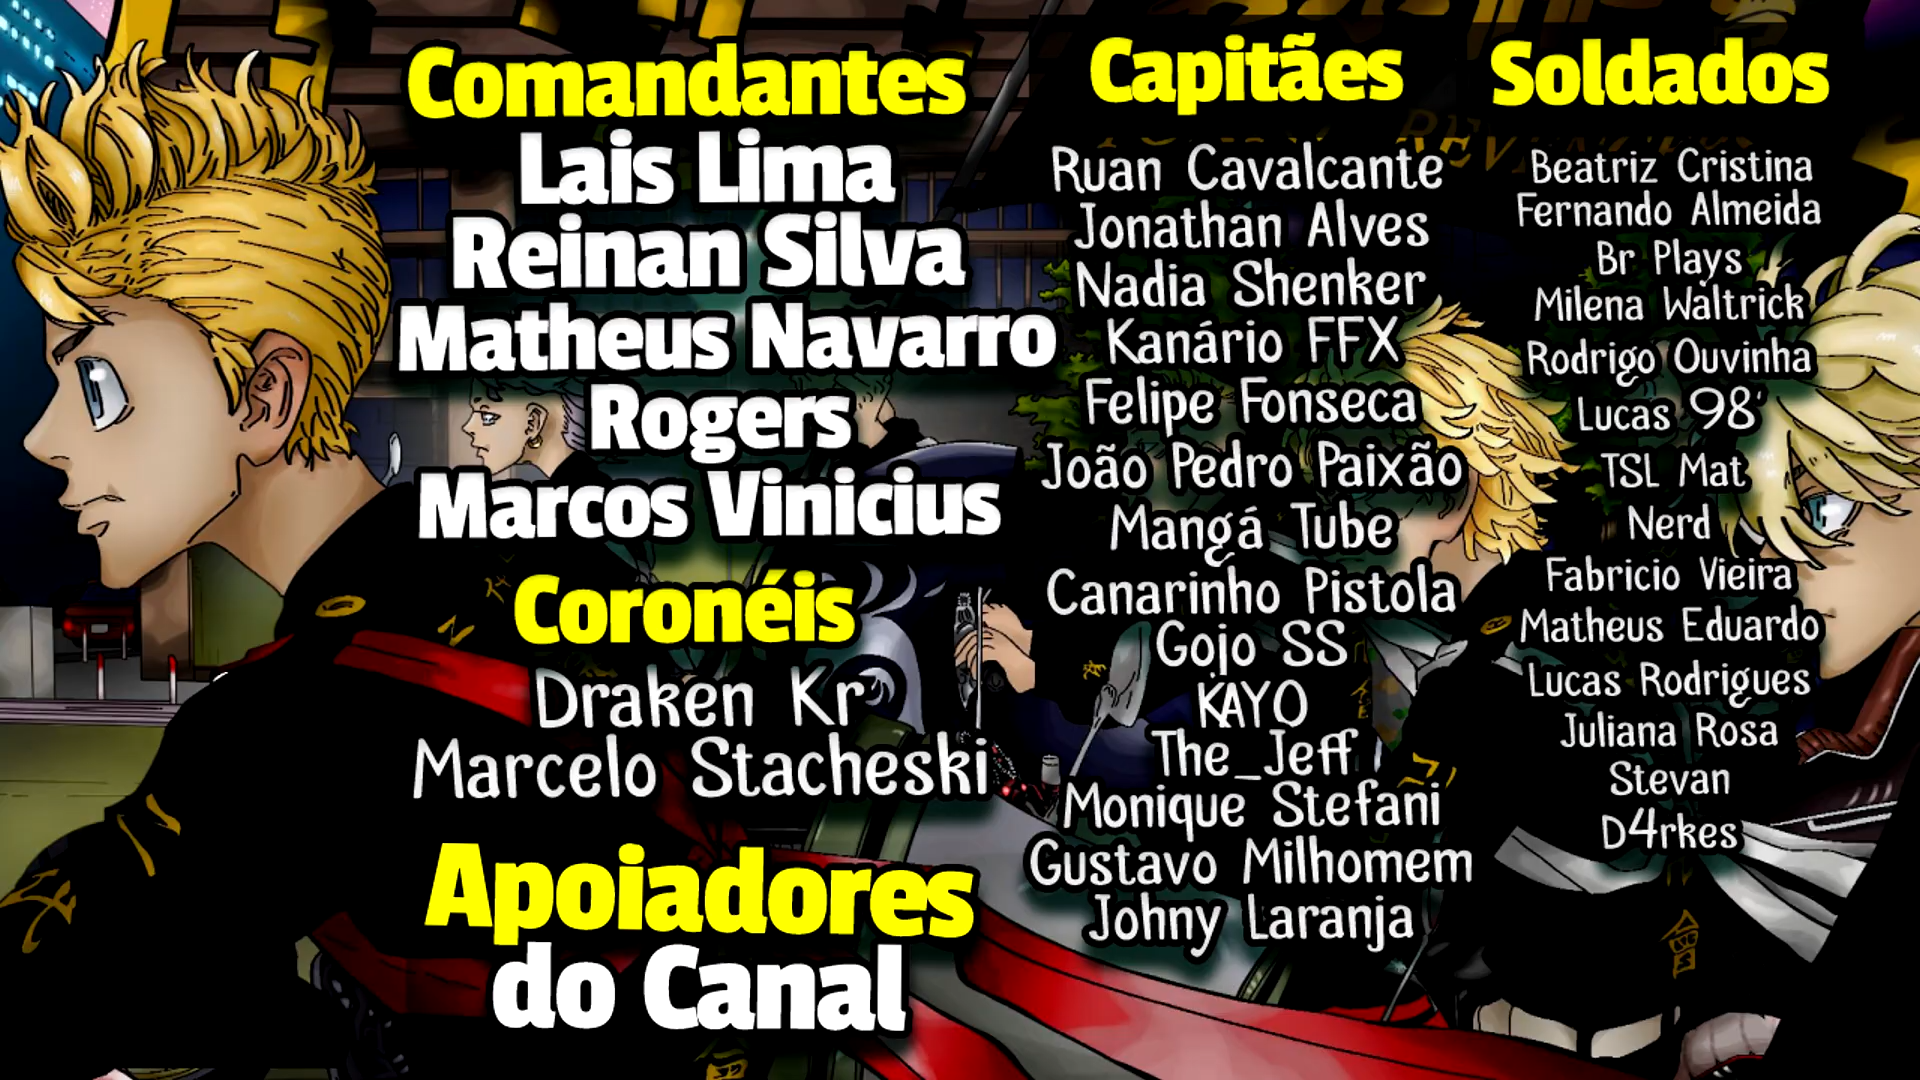 Comandantes
Lais Lima
Reinan Silva
Matheus Navarro
Rogers
Marcos Vinicius
Coronéis
Draken Kr
Marcelo Stacheski
Apoiadores
do Canal
Capitães
Ruan Cavalcante
Jonathan Alves
Nadia Shenker
Kanário FFX
Felipe Fonseca
João Pedro Paixão
Mangá Tube
Canarinho Pistola
Gojo SS
KAYO
The_Jeff
Monique Stefani
Gustavo Milhomem
Johny Laranja
Soldados
Beatriz Cristina
Fernando Almeida
Br Plays
Milena Waltrick
Rodrigo Ouvinha
Lucas 98'
TSL Mat
Nerd
Fabricio Vieira
Matheus Eduardo
Lucas Rodrigues
Juliana Rosa
Stevan
D4rkes